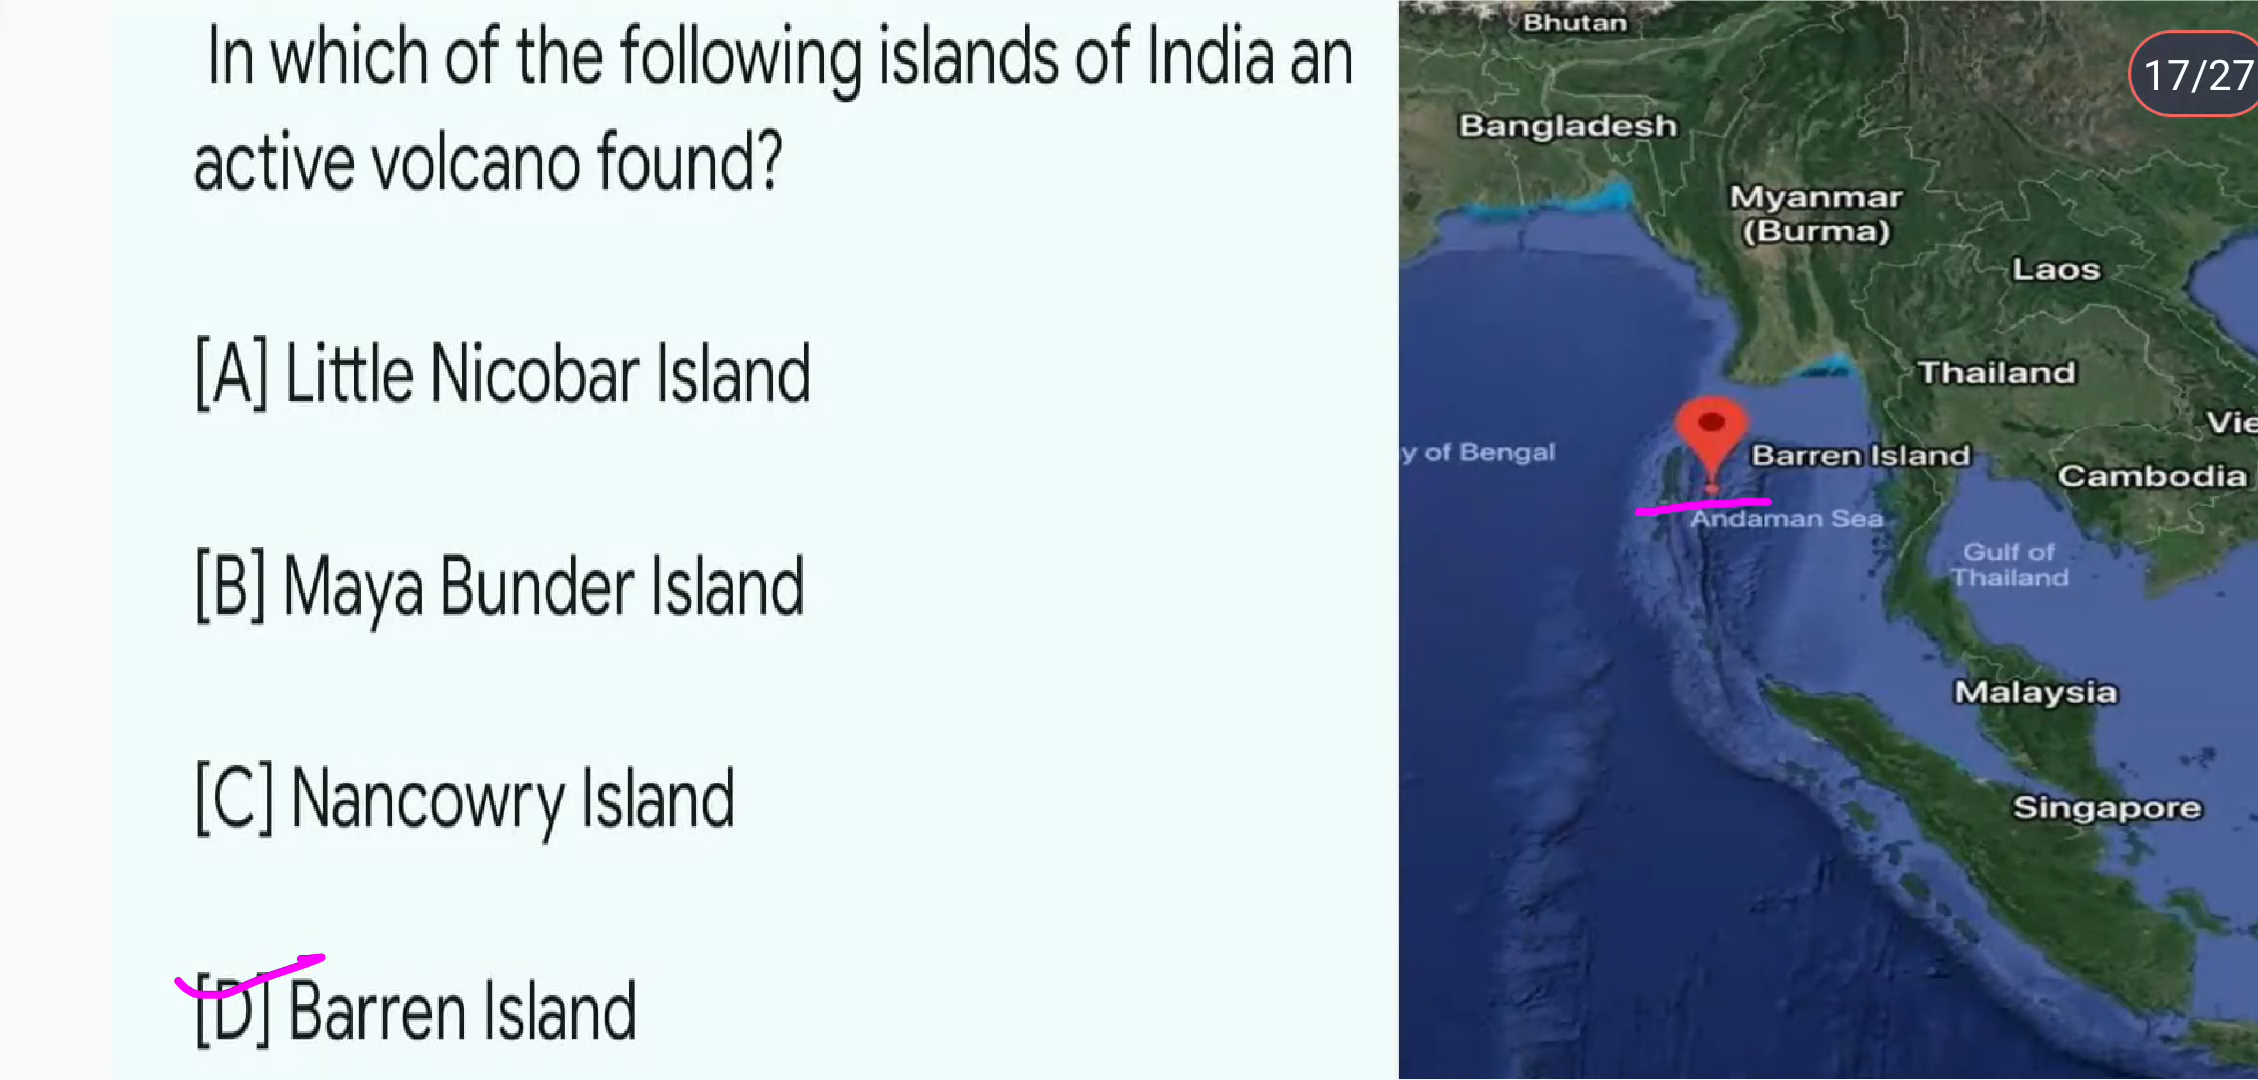 In which of the following islands of India an
active volcano found?
[A] Little Nicobar Island
[B] Maya Bunder Island
[C] Nancowry Island
[D] Barren Island
Bhutan
17/27
Bangladesh
Myanmar
(Burma)
Laos
Thailand
Vie
y of Bengal
Barren Island
Cambodia
Andaman Sea
Gulf of
Thailand
Malaysia
Singapore